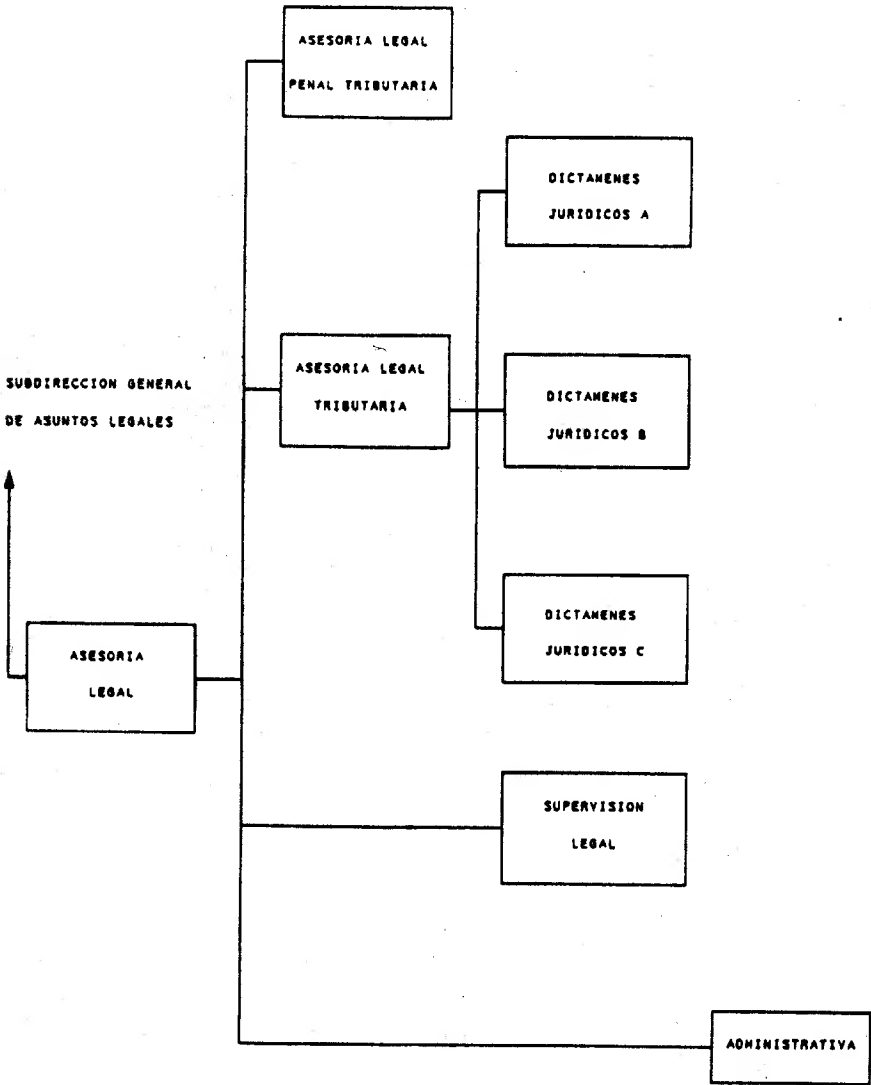 ASESORIA LEGAL
PENAL TRIBUTARIA
DICTAMENES
JURIDICOS A
ASESORIA LEGAL
TRIBUTARIA
DICTAMENES
JURIDICOS B
SUBDIRECCION GENERAL
DE ASUNTOS LEGALES
DICTAMENES
JURIDICOS C
ASESORIA
LEGAL
SUPERVISION
LEGAL
ADMINISTRATIVA